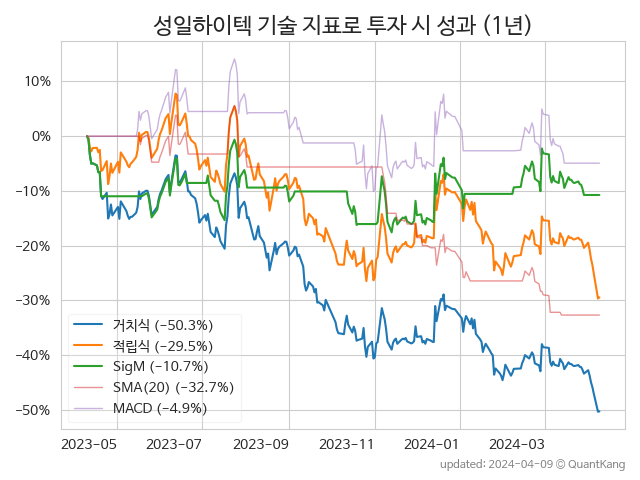 성일하이텍 기술 지표로 투자 시 성과 (1년)
10%
0%
−10%
−20%
−30%
−40%
−50%
거치식 (−50.3%)
적립식 (−29.5%)
SigM (−10.7%)
SMA(20) (−32.7%)
MACD (−4.9%)
2023-05 2023-07 2023-09 2023-11 2024-01 2024-03
updated: 2024-04-09 © QuantKang